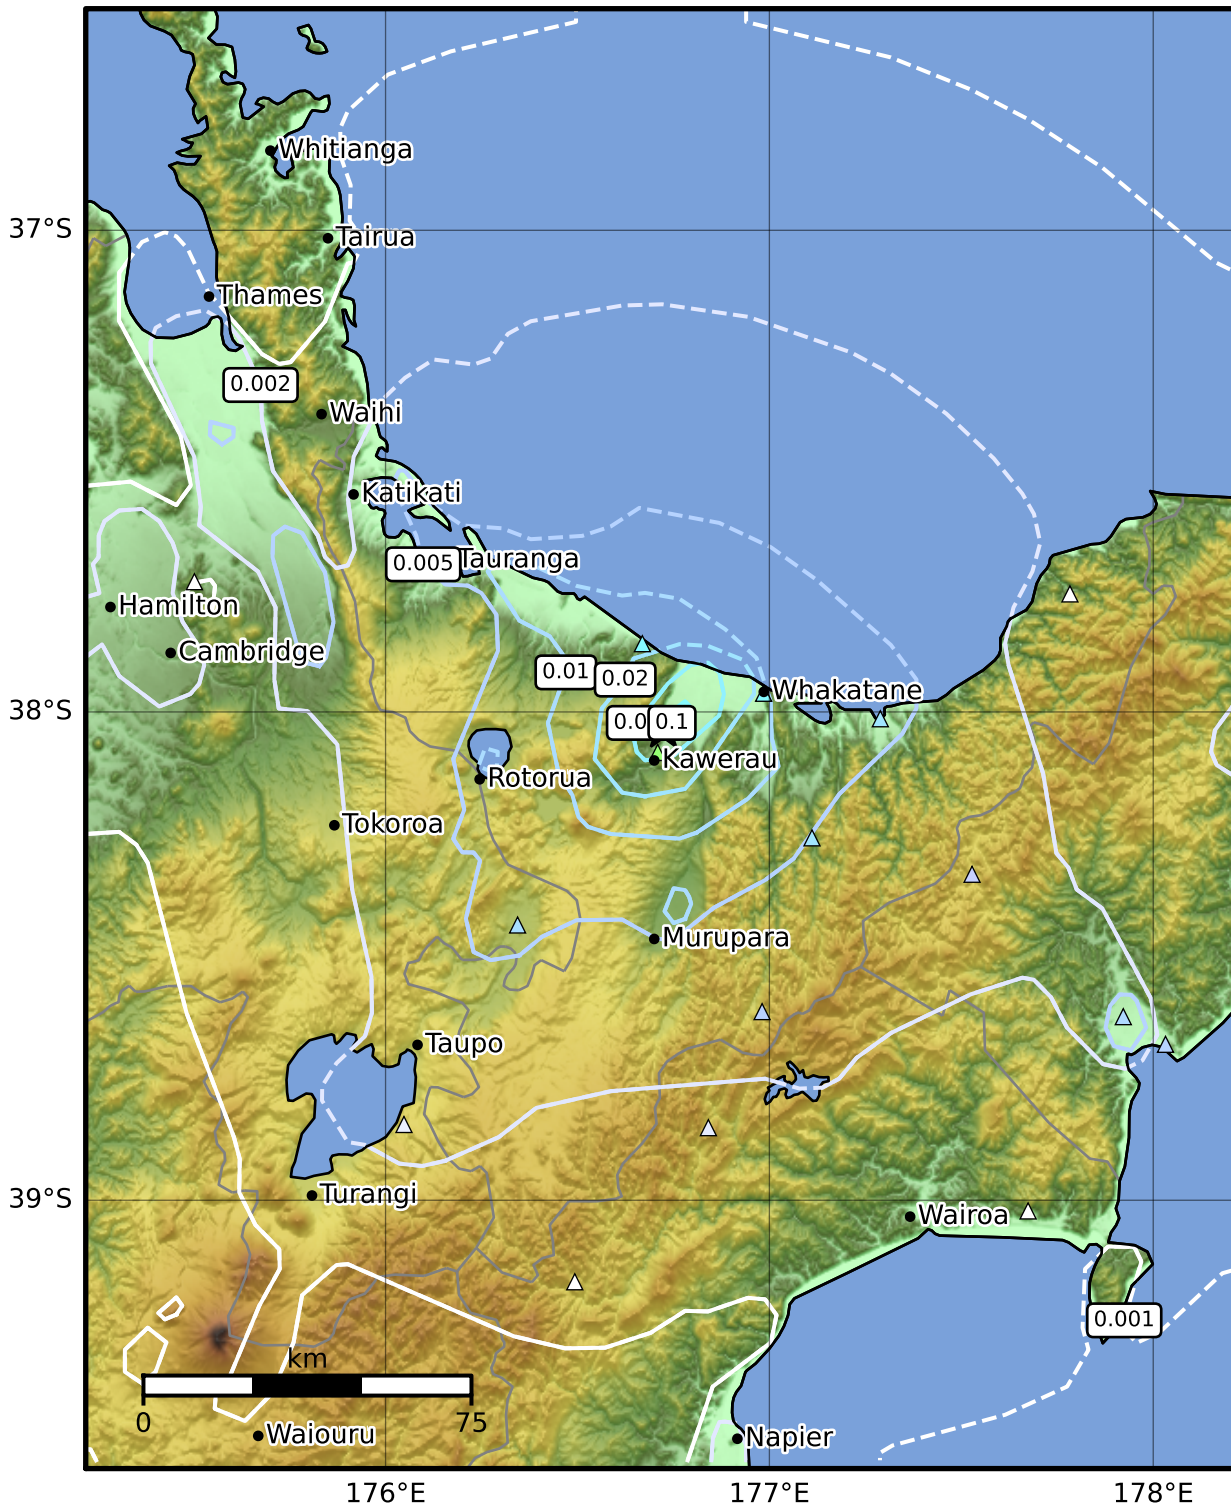 Whitianga
37°S
Tairua
Thames
0.002
Waihi
Katikati
0.005
Tauranga
Hamilton
Cambridge
0.01
0.02
Whakatane
38°S
0.1
Kawerau
Rotorua
Tokoroa
Murupara
Taupo
Turangi
39°S
Wairoa
0.001
km
0
75
Waiouru
Napier
176°E
177°E
178°E